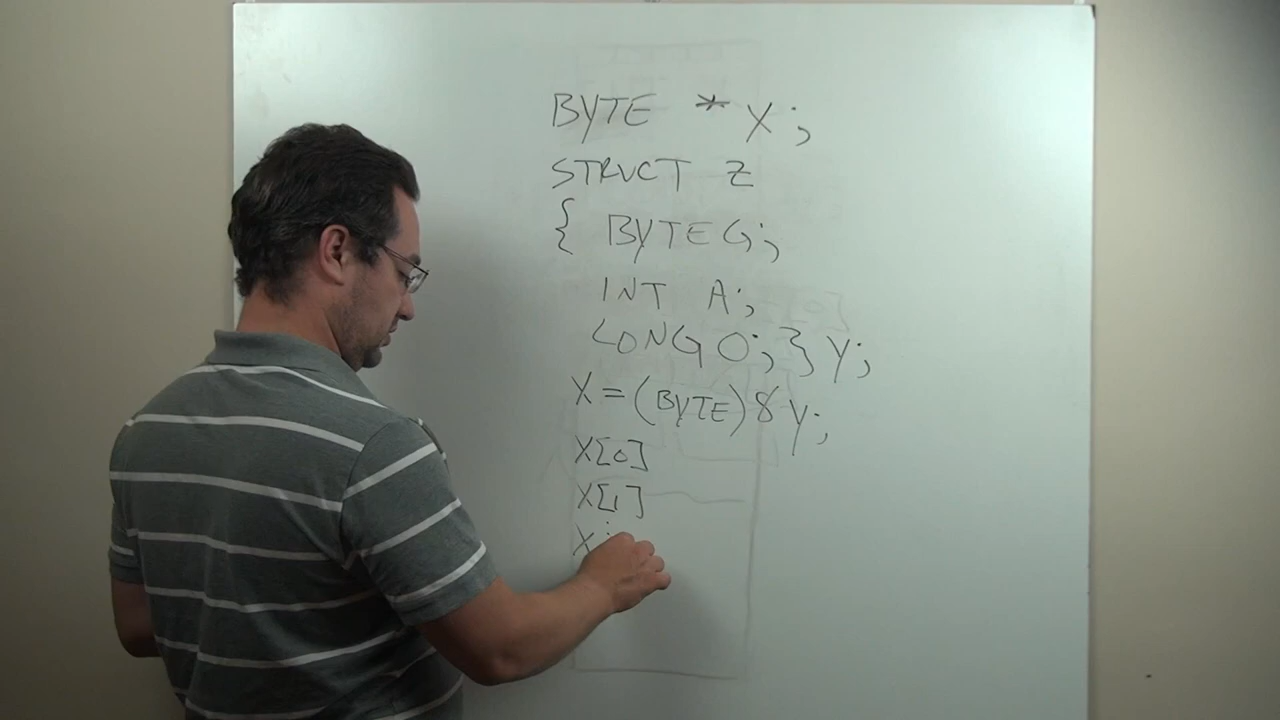 BYTE * X;
STRUCT Z
{ BYTE G;
INT A;
LONG O; } Y;
X = (BYTE) & Y;
X[0]
X[1]
X